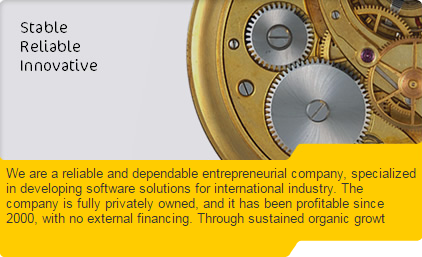 Stable
Reliable
Innovative
We are a reliable and dependable entrepreneurial company, specialized
in developing software solutions for international industry. The
company is fully privately owned, and it has been profitable since
2000, with no external financing. Through sustained organic growt